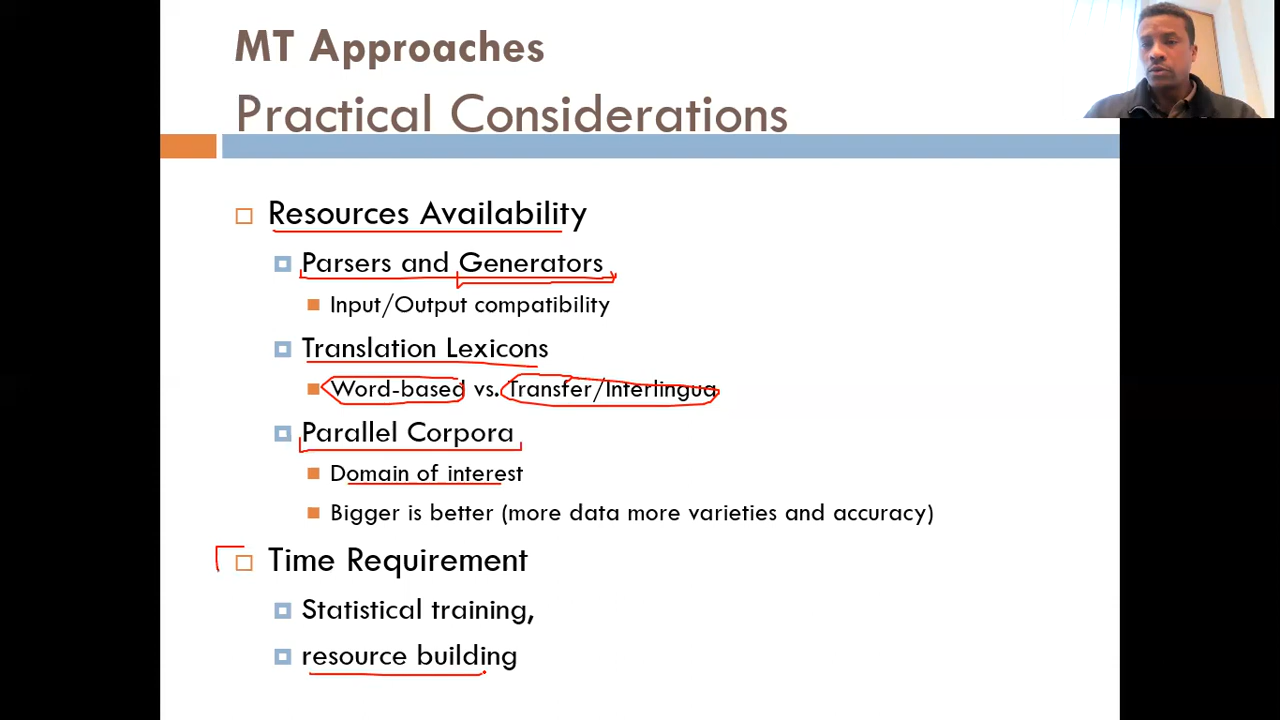 MT Approaches
Practical Considerations
Resources Availability
Parsers and Generators
Input/Output compatibility
Translation Lexicons
Word-based vs. Transfer/Interlingua
Parallel Corpora
Domain of interest
Bigger is better (more data more varieties and accuracy)
Time Requirement
Statistical training,
resource building